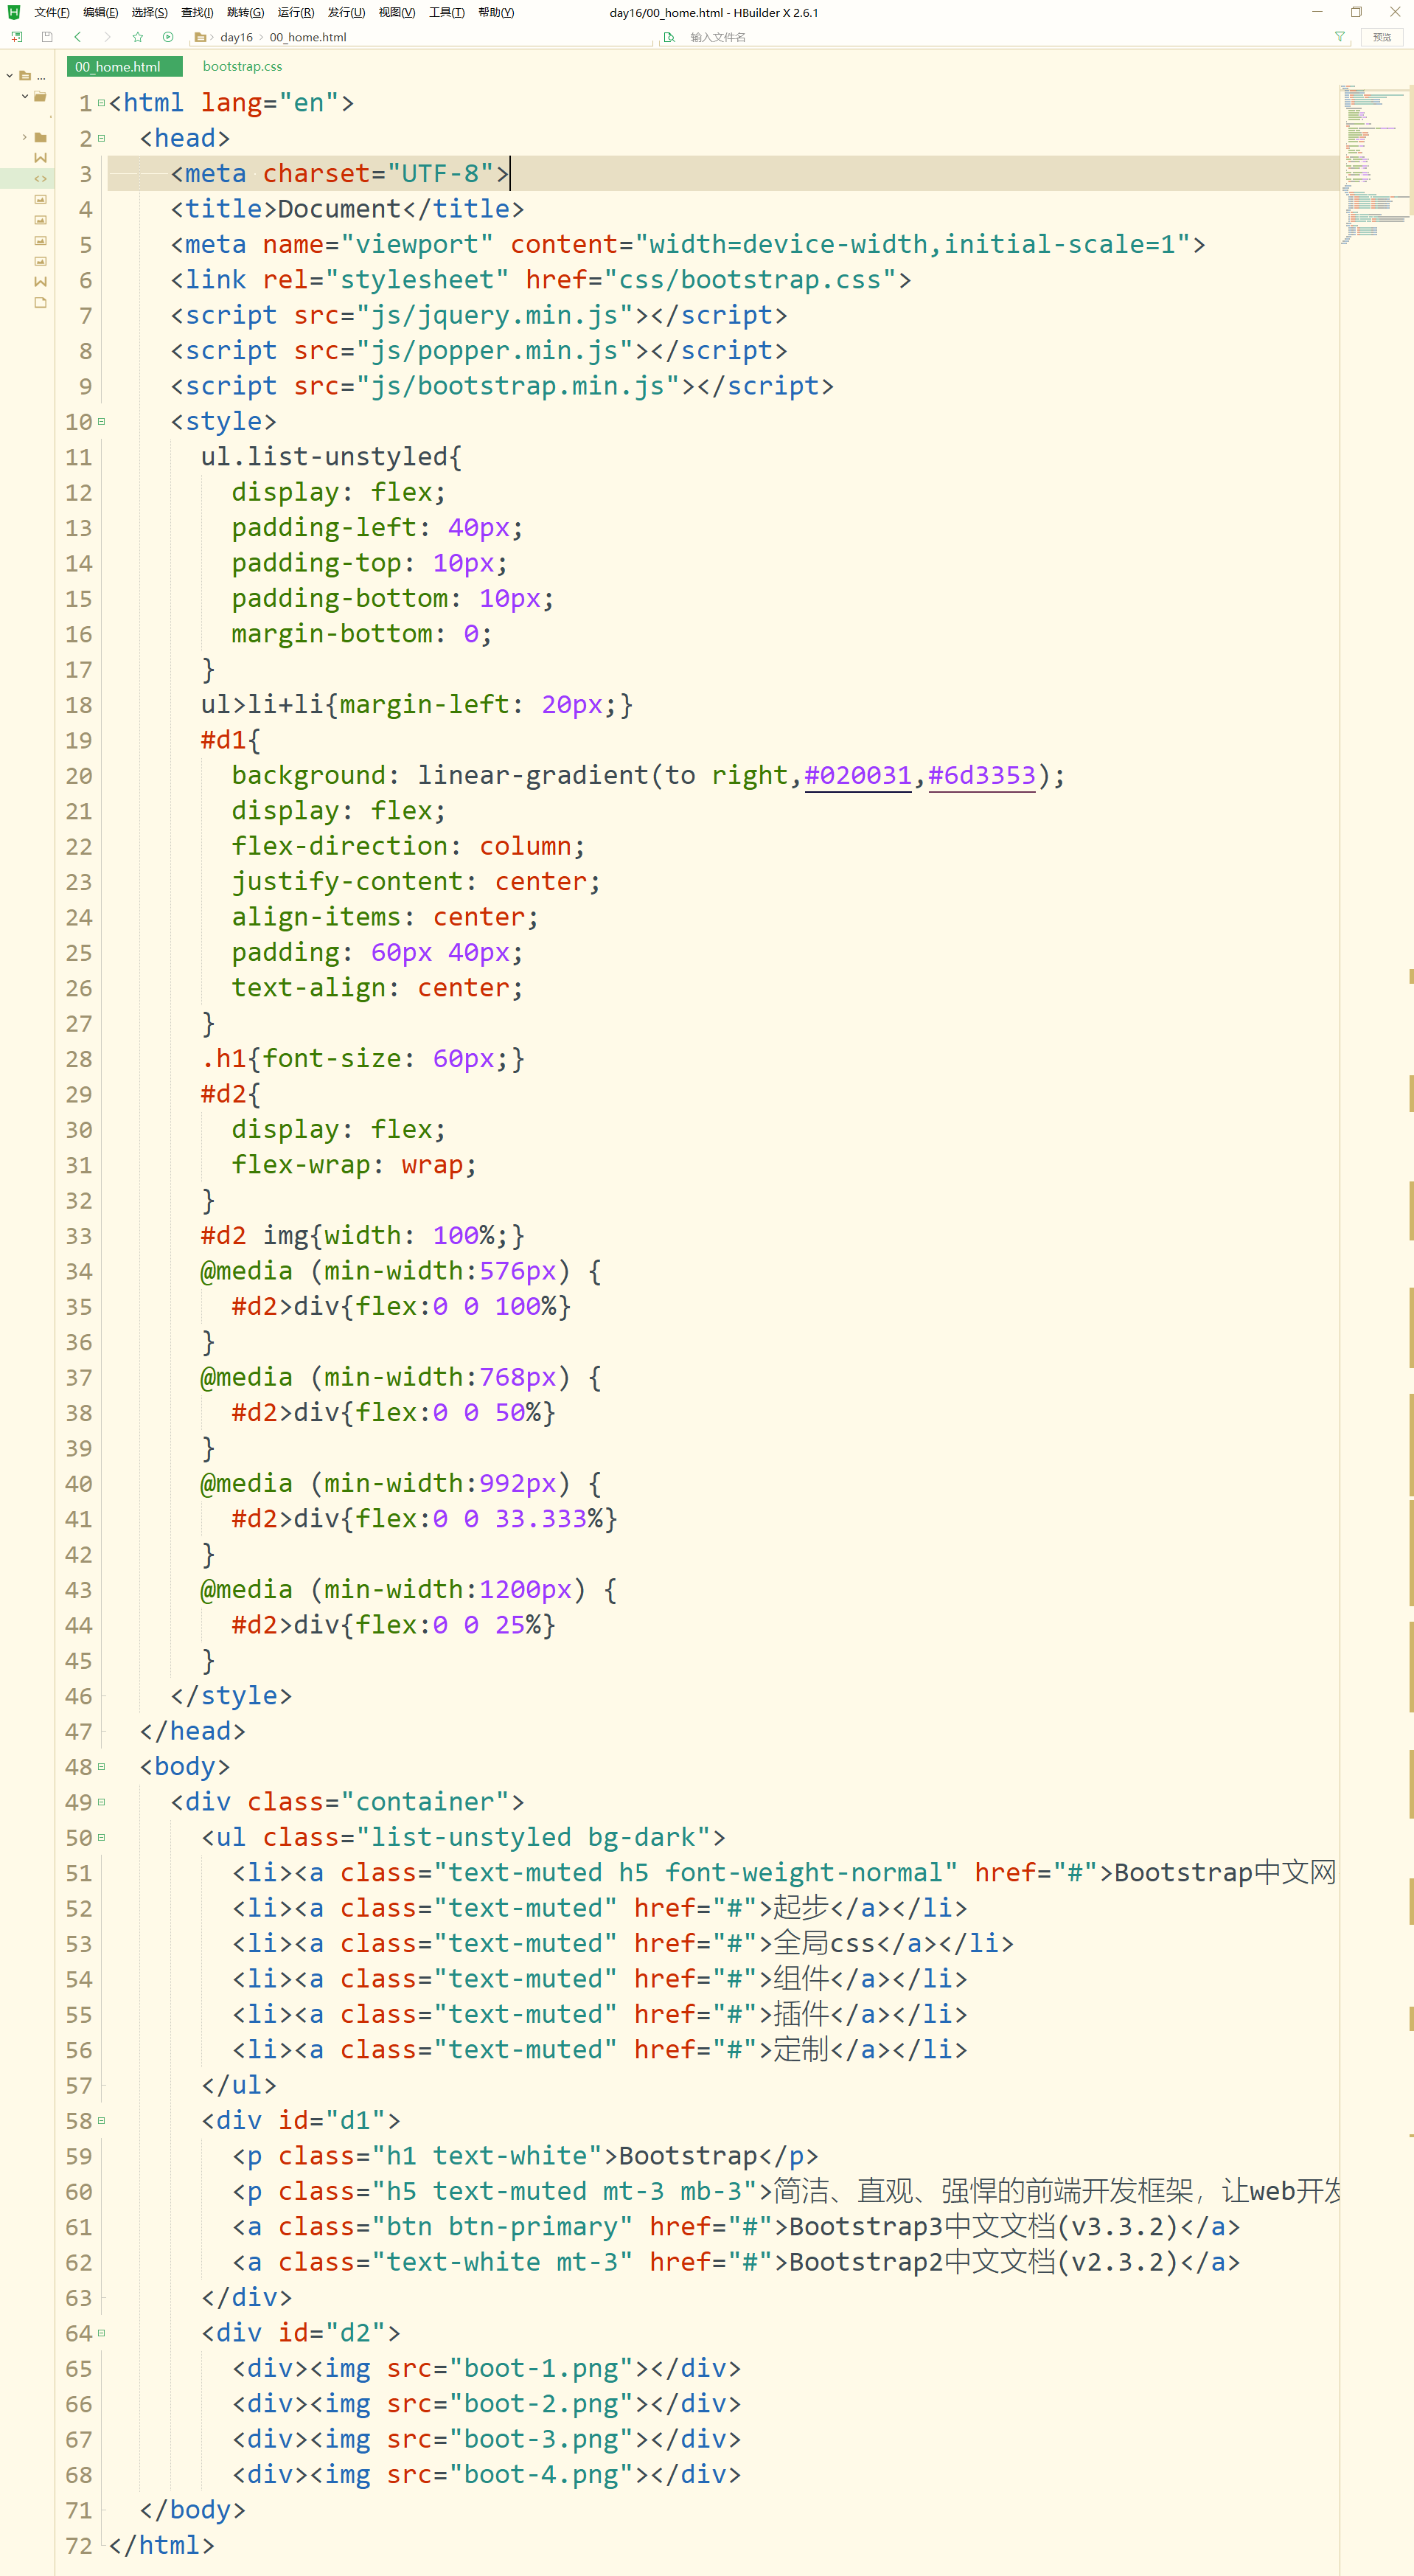 文件(F) 编辑(E) 选择(S) 查找(I) 跳转(G) 运行(R) 发行(U) 视图(V) 工具(T) 帮助(Y) day16/00_home.html - HBuilder X 2.6.1
day16 00_home.html 输入文件名 预览
00_home.html bootstrap.css
1 <html lang="en">
2 <head>
3 <meta charset="UTF-8">
4 <title>Document</title>
5 <meta name="viewport" content="width=device-width,initial-scale=1">
6 <link rel="stylesheet" href="css/bootstrap.css">
7 <script src="js/jquery.min.js"></script>
8 <script src="js/popper.min.js"></script>
9 <script src="js/bootstrap.min.js"></script>
10 <style>
11 ul.list-unstyled{
12 display: flex;
13 padding-left: 40px;
14 padding-top: 10px;
15 padding-bottom: 10px;
16 margin-bottom: 0;
17 }
18 ul>li+li{margin-left: 20px;}
19 #d1{
20 background: linear-gradient(to right,#020031,#6d3353);
21 display: flex;
22 flex-direction: column;
23 justify-content: center;
24 align-items: center;
25 padding: 60px 40px;
26 text-align: center;
27 }
28 .h1{font-size: 60px;}
29 #d2{
30 display: flex;
31 flex-wrap: wrap;
32 }
33 #d2 img{width: 100%;}
34 @media (min-width:576px) {
35 #d2>div{flex:0 0 100%}
36 }
37 @media (min-width:768px) {
38 #d2>div{flex:0 0 50%}
39 }
40 @media (min-width:992px) {
41 #d2>div{flex:0 0 33.333%}
42 }
43 @media (min-width:1200px) {
44 #d2>div{flex:0 0 25%}
45 }
46 </style>
47 </head>
48 <body>
49 <div class="container">
50 <ul class="list-unstyled bg-dark">
51 <li><a class="text-muted h5 font-weight-normal" href="#">Bootstrap中文网
52 <li><a class="text-muted" href="#">起步</a></li>
53 <li><a class="text-muted" href="#">全局css</a></li>
54 <li><a class="text-muted" href="#">组件</a></li>
55 <li><a class="text-muted" href="#">插件</a></li>
56 <li><a class="text-muted" href="#">定制</a></li>
57 </ul>
58 <div id="d1">
59 <p class="h1 text-white">Bootstrap</p>
60 <p class="h5 text-muted mt-3 mb-3">简洁、直观、强悍的前端开发框架，让web开发
61 <a class="btn btn-primary" href="#">Bootstrap3中文文档(v3.3.2)</a>
62 <a class="text-white mt-3" href="#">Bootstrap2中文文档(v2.3.2)</a>
63 </div>
64 <div id="d2">
65 <div><img src="boot-1.png"></div>
66 <div><img src="boot-2.png"></div>
67 <div><img src="boot-3.png"></div>
68 <div><img src="boot-4.png"></div>
71 </body>
72 </html>